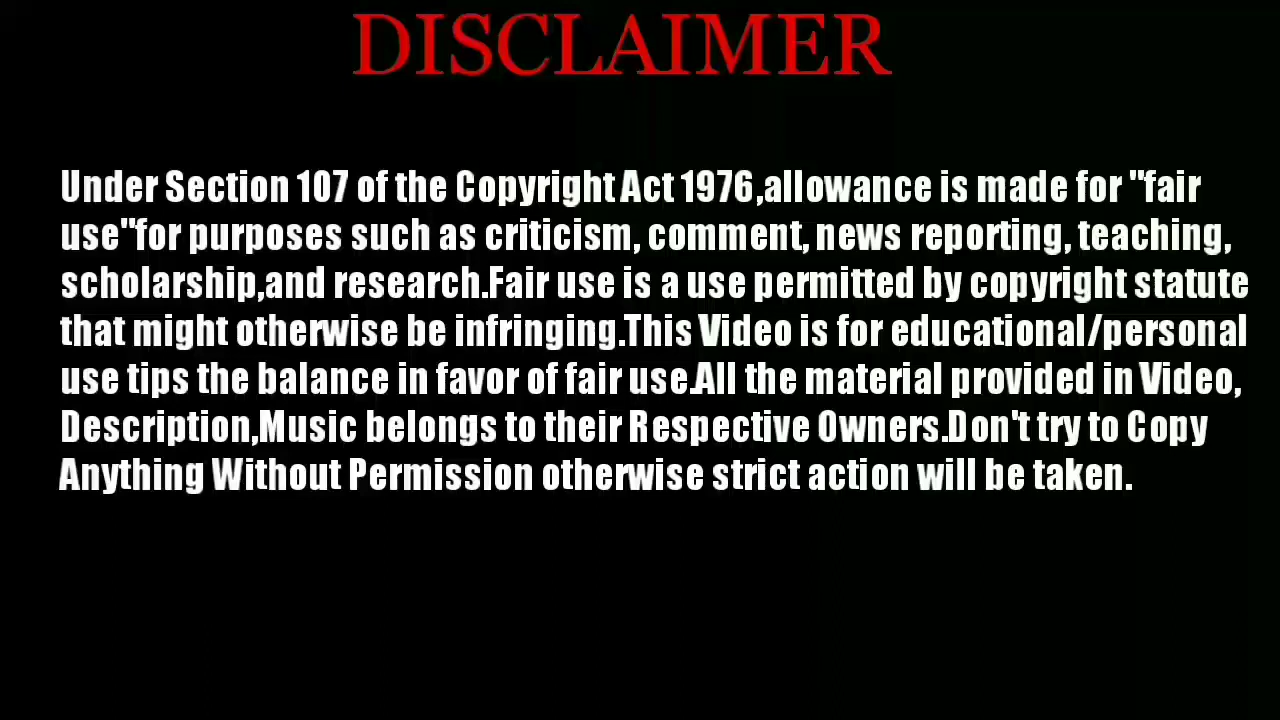 DISCLAIMER
Under Section 107 of the Copyright Act 1976,allowance is made for "fair
use"for purposes such as criticism, comment, news reporting, teaching,
scholarship,and research.Fair use is a use permitted by copyright statute
that might otherwise be infringing.This Video is for educational/personal
use tips the balance in favor of fair use.All the material provided in Video,
Description,Music belongs to their Respective Owners.Don't try to Copy
Anything Without Permission otherwise strict action will be taken.